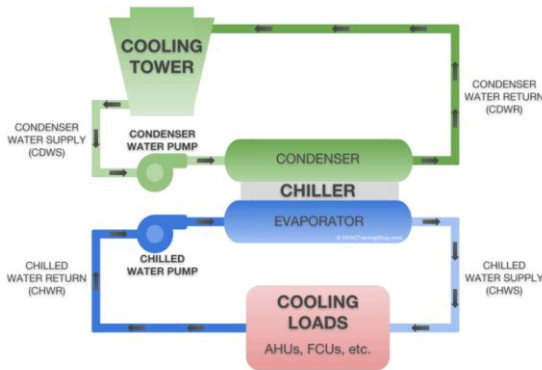 COOLING
TOWER
CONDENSER
WATER RETURN
(CDWR)
CONDENSER
WATER SUPPLY
(CDWS)
CONDENSER
WATER PUMP
CONDENSER
CHILLER
EVAPORATOR
CHILLED
WATER PUMP
CHILLED
WATER RETURN
(CHWR)
CHILLED
WATER SUPPLY
(CHWS)
COOLING
LOADS
AHUs, FCUs, etc.